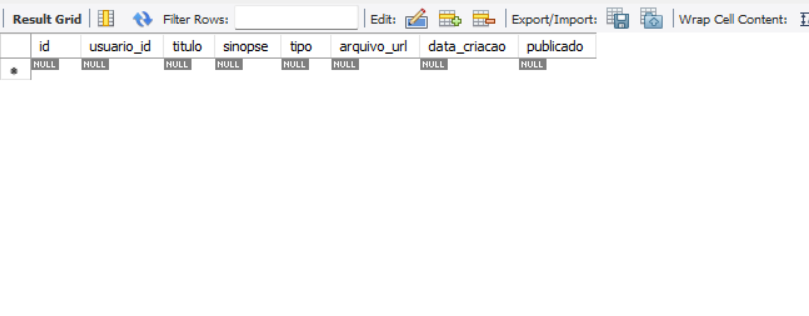 Result Grid Filter Rows: Edit: Export/Import: Wrap Cell Content:
id usuario_id titulo sinopse tipo arquivo_url data_criacao publicado
NULL NULL NULL NULL NULL NULL NULL NULL